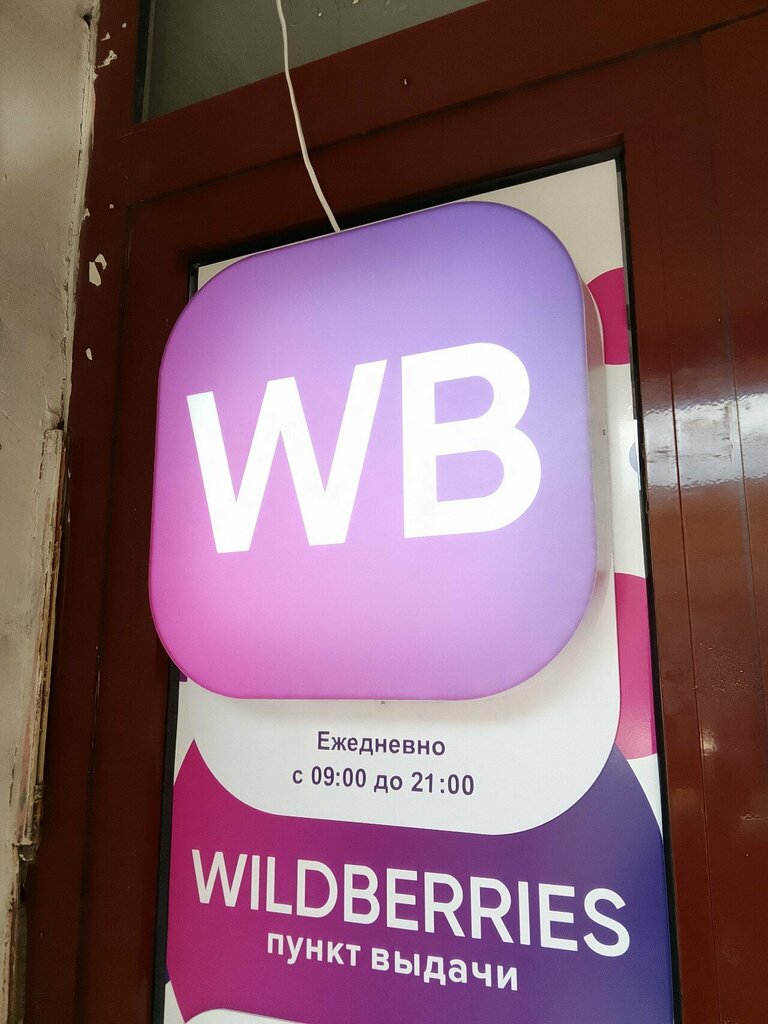 WB
Ежедневно
с 09:00 до 21:00
WILDBERRIES
пункт выдачи